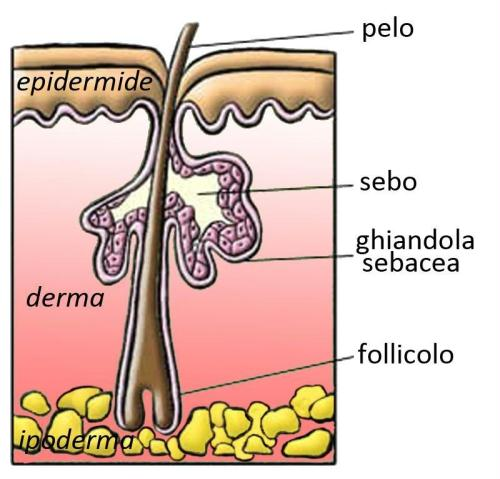 pelo
epidermide
sebo
ghiandola
sebacea
derma
follicolo
ipoderma